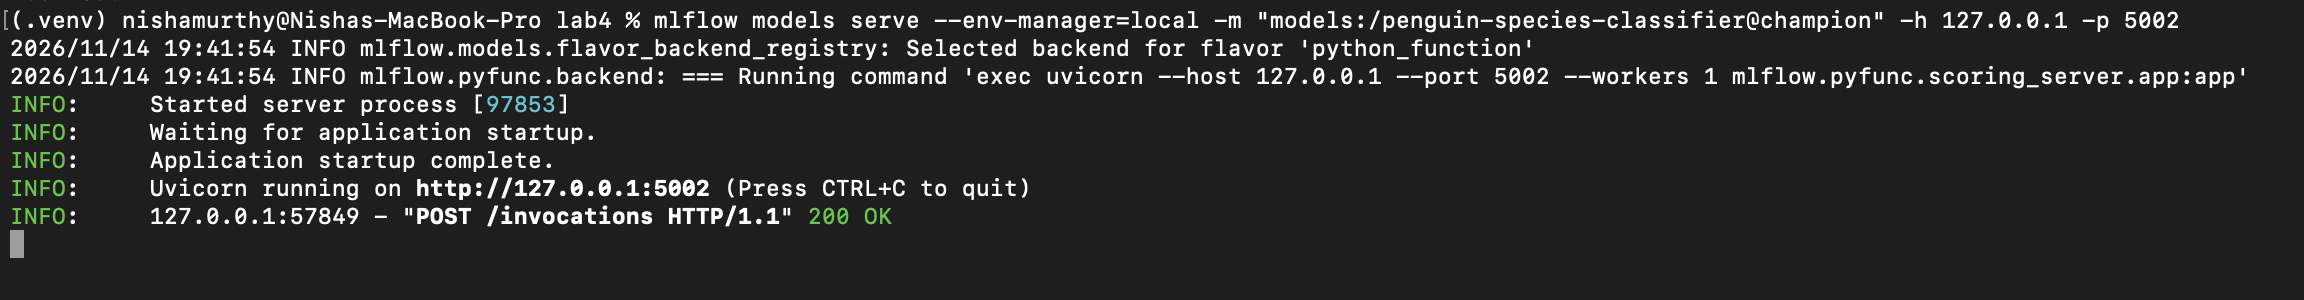 [(.venv) nishamurthy@Nishas-MacBook-Pro lab4 % mlflow models serve --env-manager=local -m "models:/penguin-species-classifier@champion" -h 127.0.0.1 -p 5002
2026/11/14 19:41:54 INFO mlflow.models.flavor_backend_registry: Selected backend for flavor 'python_function'
2026/11/14 19:41:54 INFO mlflow.pyfunc.backend: === Running command 'exec uvicorn --host 127.0.0.1 --port 5002 --workers 1 mlflow.pyfunc.scoring_server.app:app'
INFO:     Started server process [97853]
INFO:     Waiting for application startup.
INFO:     Application startup complete.
INFO:     Uvicorn running on http://127.0.0.1:5002 (Press CTRL+C to quit)
INFO:     127.0.0.1:57849 - "POST /invocations HTTP/1.1" 200 OK